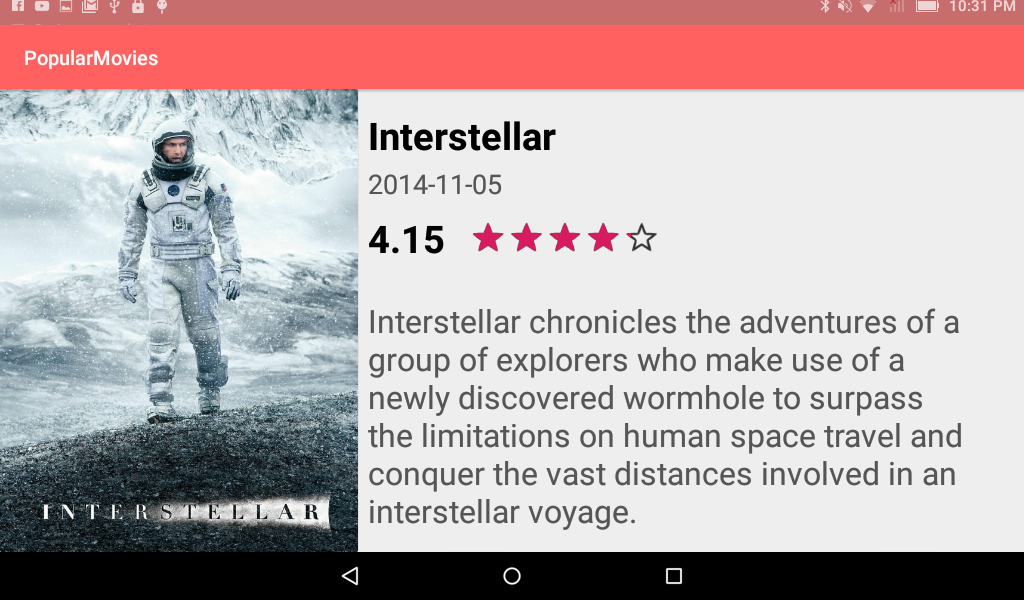 10:31 PM
PopularMovies
Interstellar
2014-11-05
4.15
Interstellar chronicles the adventures of a
group of explorers who make use of a
newly discovered wormhole to surpass
the limitations on human space travel and
conquer the vast distances involved in an
interstellar voyage.
INTERSTELLAR